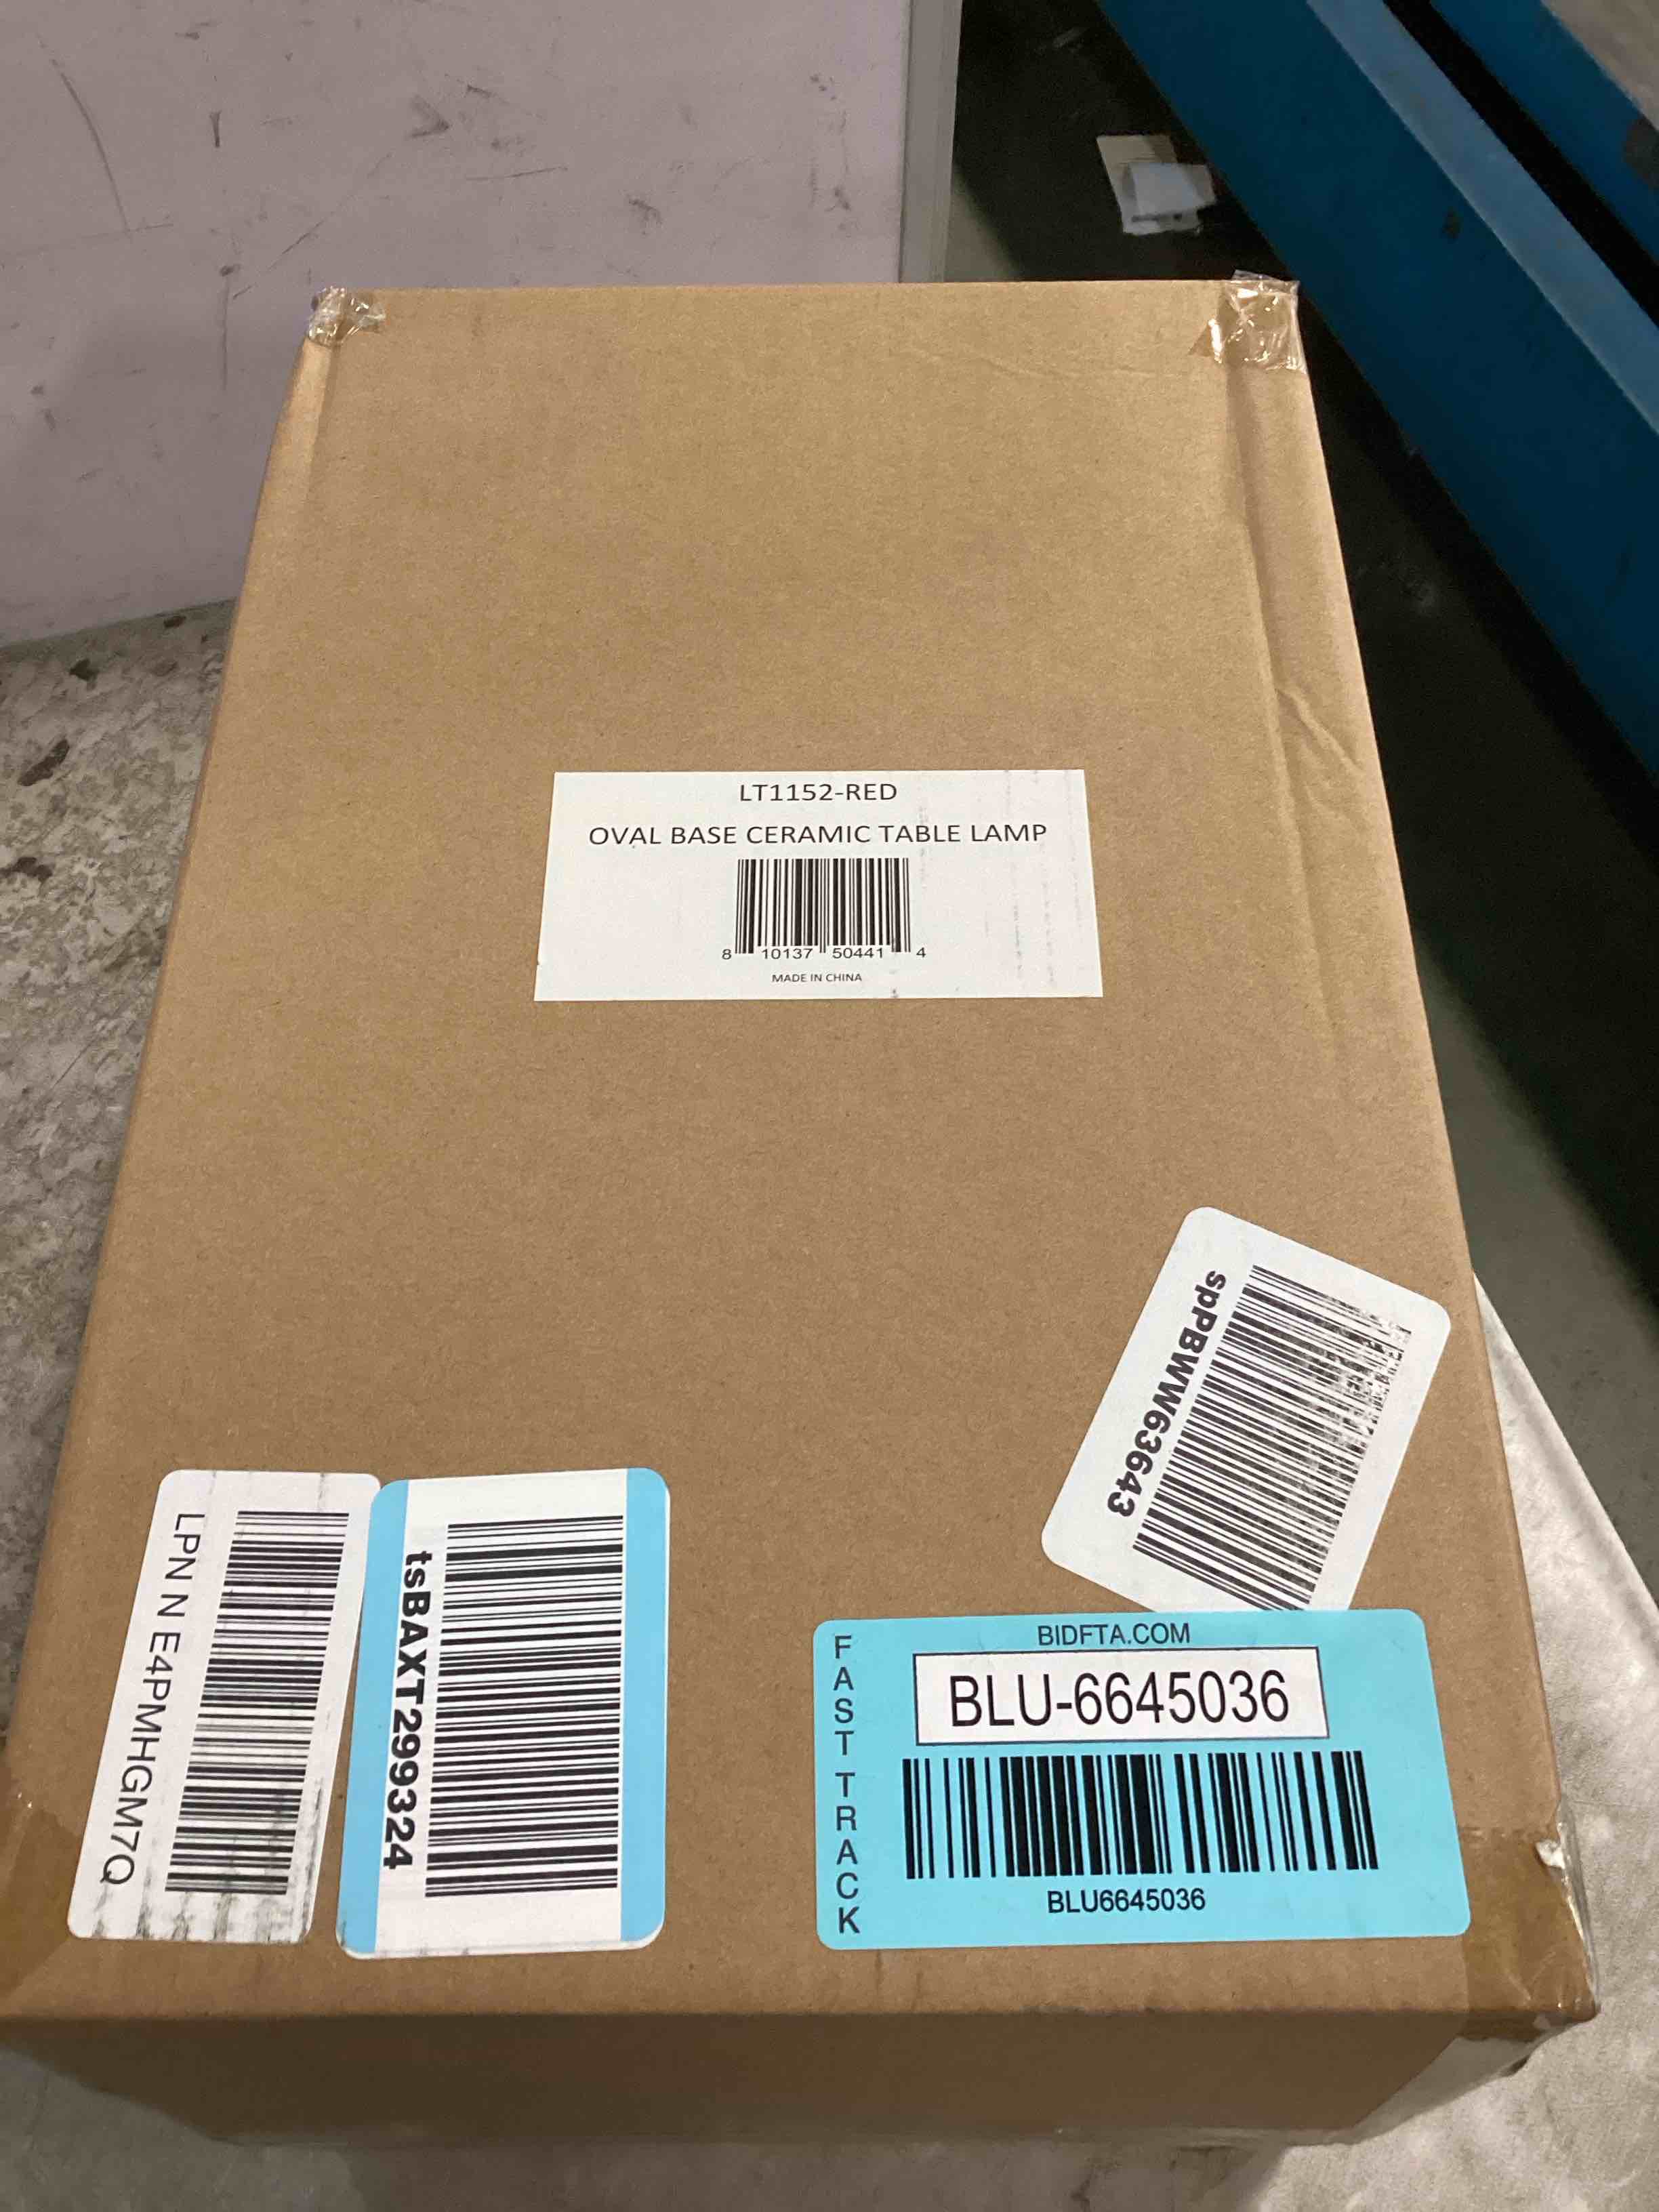 LT1152-RED
OVAL BASE CERAMIC TABLE LAMP
8 10137 50441 4
MADE IN CHINA
spPBWW63643
LPN N E4PMHGM7Q
tsBAXT299324
FAST TRACK
BIDFTA.COM
BLU-6645036
BLU6645036